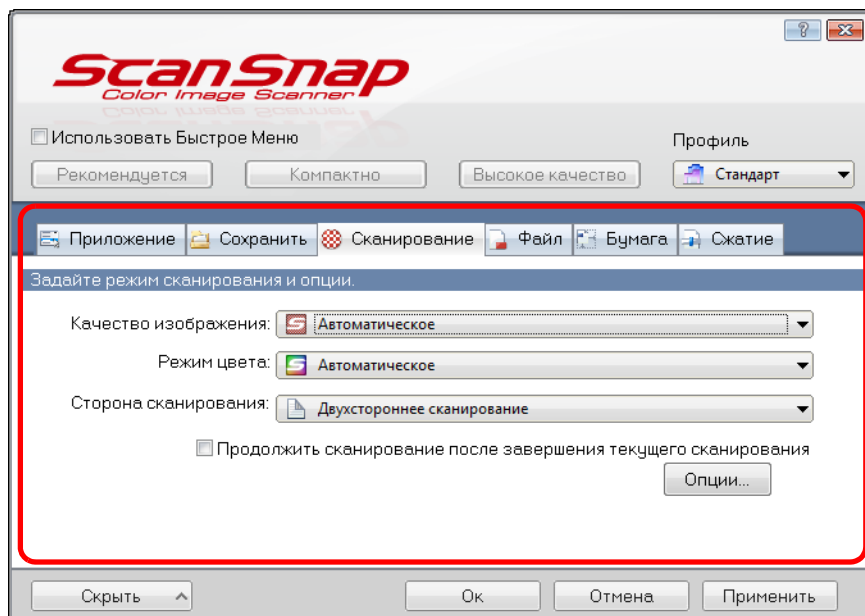 ScanSnap
Color Image Scanner
Использовать Быстрое Меню
Профиль
Рекомендуется Компактно Высокое качество Стандарт
Приложение Сохранить Сканирование Файл Бумага Сжатие
Задайте режим сканирования и опции.
Качество изображения: Автоматическое
Режим цвета: Автоматическое
Сторона сканирования: Двухстороннее сканирование
Продолжить сканирование после завершения текущего сканирования
Опции...
Скрыть Ок Отмена Применить